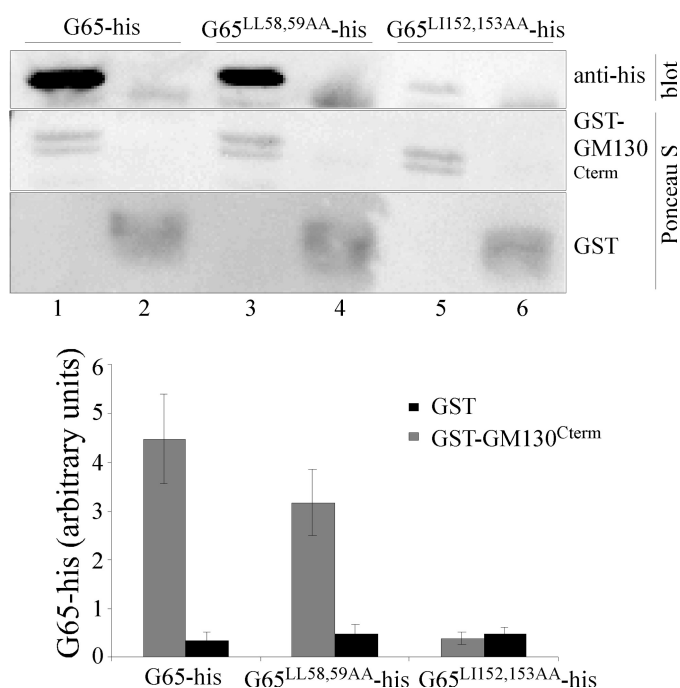 G65-his G65LL58,59AA-his G65LI152,153AA-his
anti-his
blot
GST-
GM130
Cterm
Ponceau S
GST
1 2 3 4 5 6
6
5
4
3
2
1
0
G65-his (arbitrary units)
GST
GST-GM130Cterm
G65-his G65LL58,59AA-his G65LI152,153AA-his